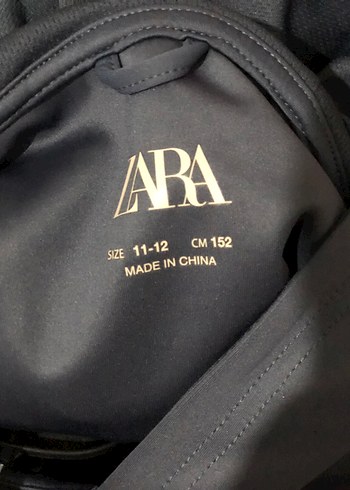 ZARA
SIZE 11-12 CM 152
MADE IN CHINA